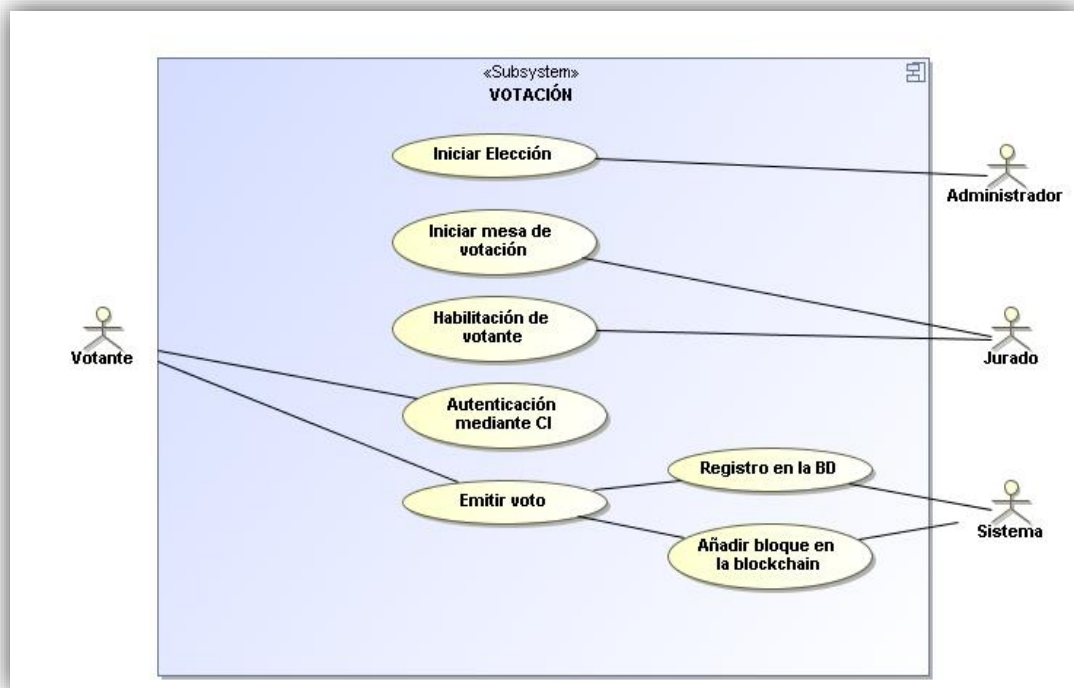 «Subsystem»
VOTACIÓN
Iniciar Elección
Administrador
Iniciar mesa de
votación
Habilitación de
votante
Votante
Jurado
Autenticación
mediante CI
Registro en la BD
Emitir voto
Sistema
Añadir bloque en
la blockchain